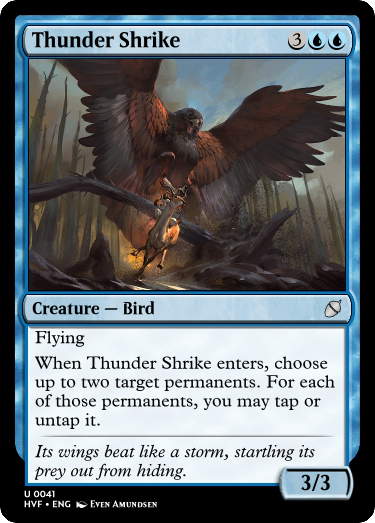 Thunder Shrike 3
Creature — Bird
Flying
When Thunder Shrike enters, choose
up to two target permanents. For each
of those permanents, you may tap or
untap it.
Its wings beat like a storm, startling its
prey out from hiding.
3/3
U 0041
HVF • ENG Even Amundsen